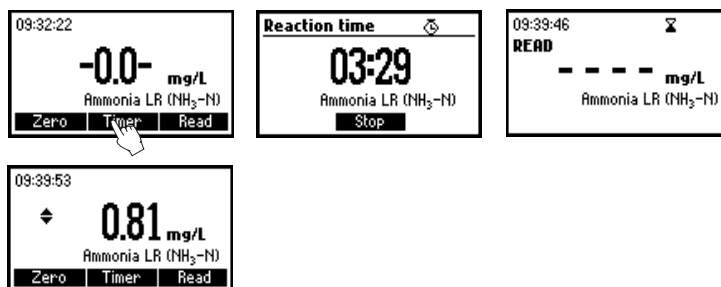 09:32:22
-0.0- mg/L
Ammonia LR (NH₃-N)
Zero Timer Read
Reaction time
03:29
Ammonia LR (NH₃-N)
Stop
09:39:46
READ
---- mg/L
Ammonia LR (NH₃-N)
09:39:53
0.81 mg/L
Ammonia LR (NH₃-N)
Zero Timer Read